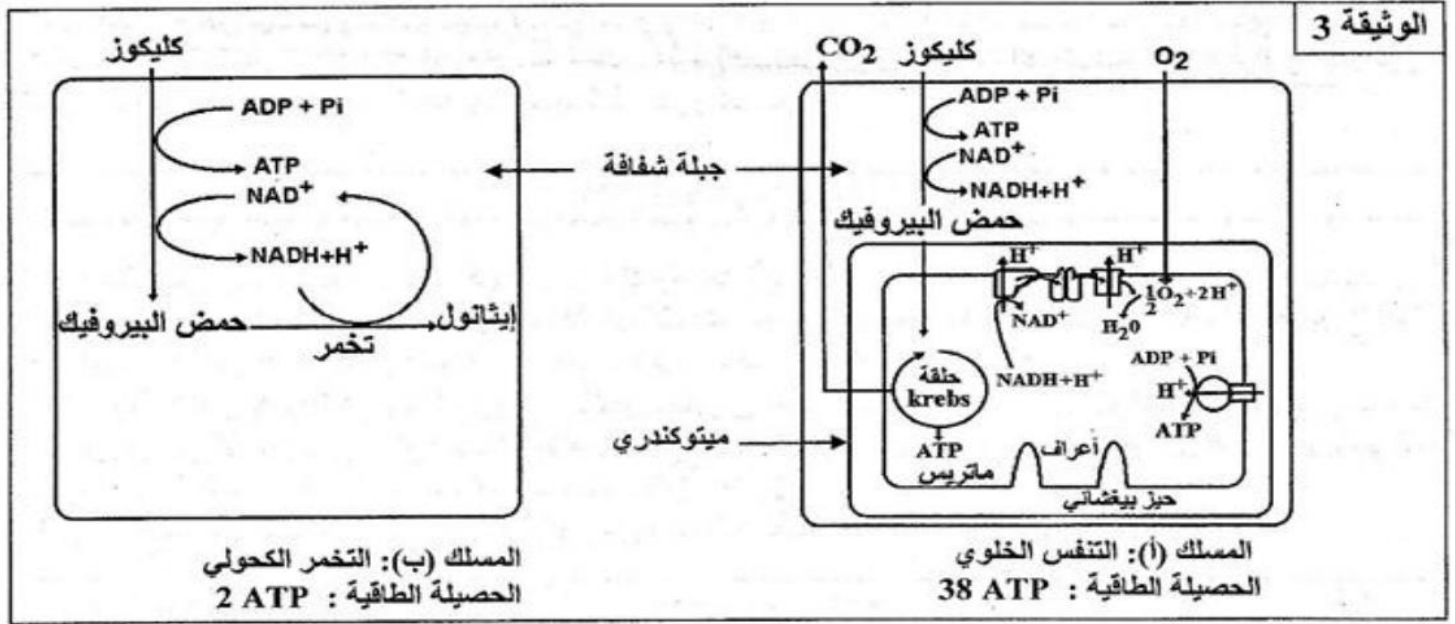 الوثيقة 3
O2
كليكوز
CO2
ADP + Pi
ATP
NAD+
NADH+H+
حمض البيروفيك
H+
H+
½O2+2H+
NAD+
H20
NADH+H+
حلقة
krebs
ATP
ADP + Pi
H+
ATP
ماتريس
أعراف
حيز بيغشائي
جبلة شفافة
ميتوكندري
المسلك (أ): التنفس الخلوي
الحصيلة الطاقية : 38 ATP
كليكوز
ADP + Pi
ATP
NAD+
NADH+H+
حمض البيروفيك
تخمر
إيثانول
المسلك (ب): التخمر الكحولي
الحصيلة الطاقية : 2 ATP